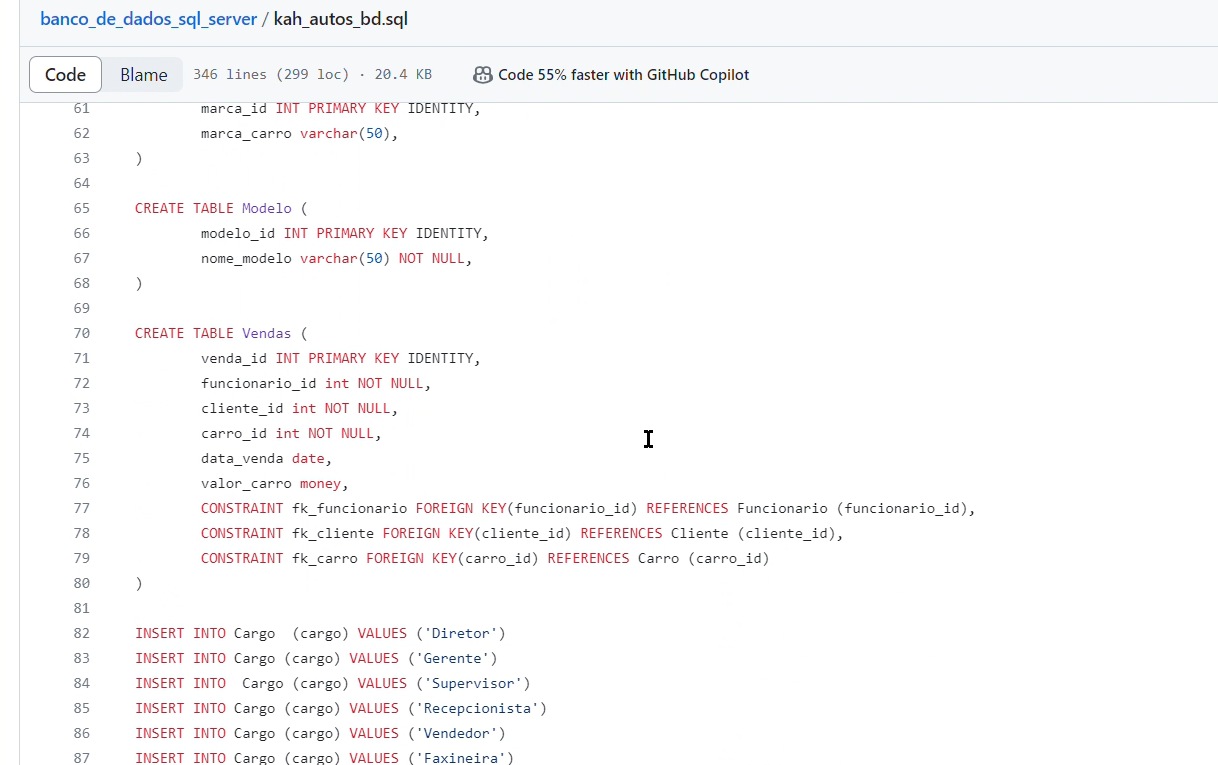 banco_de_dados_sql_server / kah_autos_bd.sql
Code Blame 346 lines (299 loc) · 20.4 KB Code 55% faster with GitHub Copilot
61 marca_id INT PRIMARY KEY IDENTITY,
62 marca_carro varchar(50),
63 )
64
65 CREATE TABLE Modelo (
66 modelo_id INT PRIMARY KEY IDENTITY,
67 nome_modelo varchar(50) NOT NULL,
68 )
69
70 CREATE TABLE Vendas (
71 venda_id INT PRIMARY KEY IDENTITY,
72 funcionario_id int NOT NULL,
73 cliente_id int NOT NULL,
74 carro_id int NOT NULL,
75 data_venda date,
76 valor_carro money,
77 CONSTRAINT fk_funcionario FOREIGN KEY(funcionario_id) REFERENCES Funcionario (funcionario_id),
78 CONSTRAINT fk_cliente FOREIGN KEY(cliente_id) REFERENCES Cliente (cliente_id),
79 CONSTRAINT fk_carro FOREIGN KEY(carro_id) REFERENCES Carro (carro_id)
80 )
81
82 INSERT INTO Cargo  (cargo) VALUES ('Diretor')
83 INSERT INTO Cargo (cargo) VALUES ('Gerente')
84 INSERT INTO  Cargo (cargo) VALUES ('Supervisor')
85 INSERT INTO Cargo (cargo) VALUES ('Recepcionista')
86 INSERT INTO Cargo (cargo) VALUES ('Vendedor')
87 INSERT INTO Cargo (cargo) VALUES ('Faxineira')